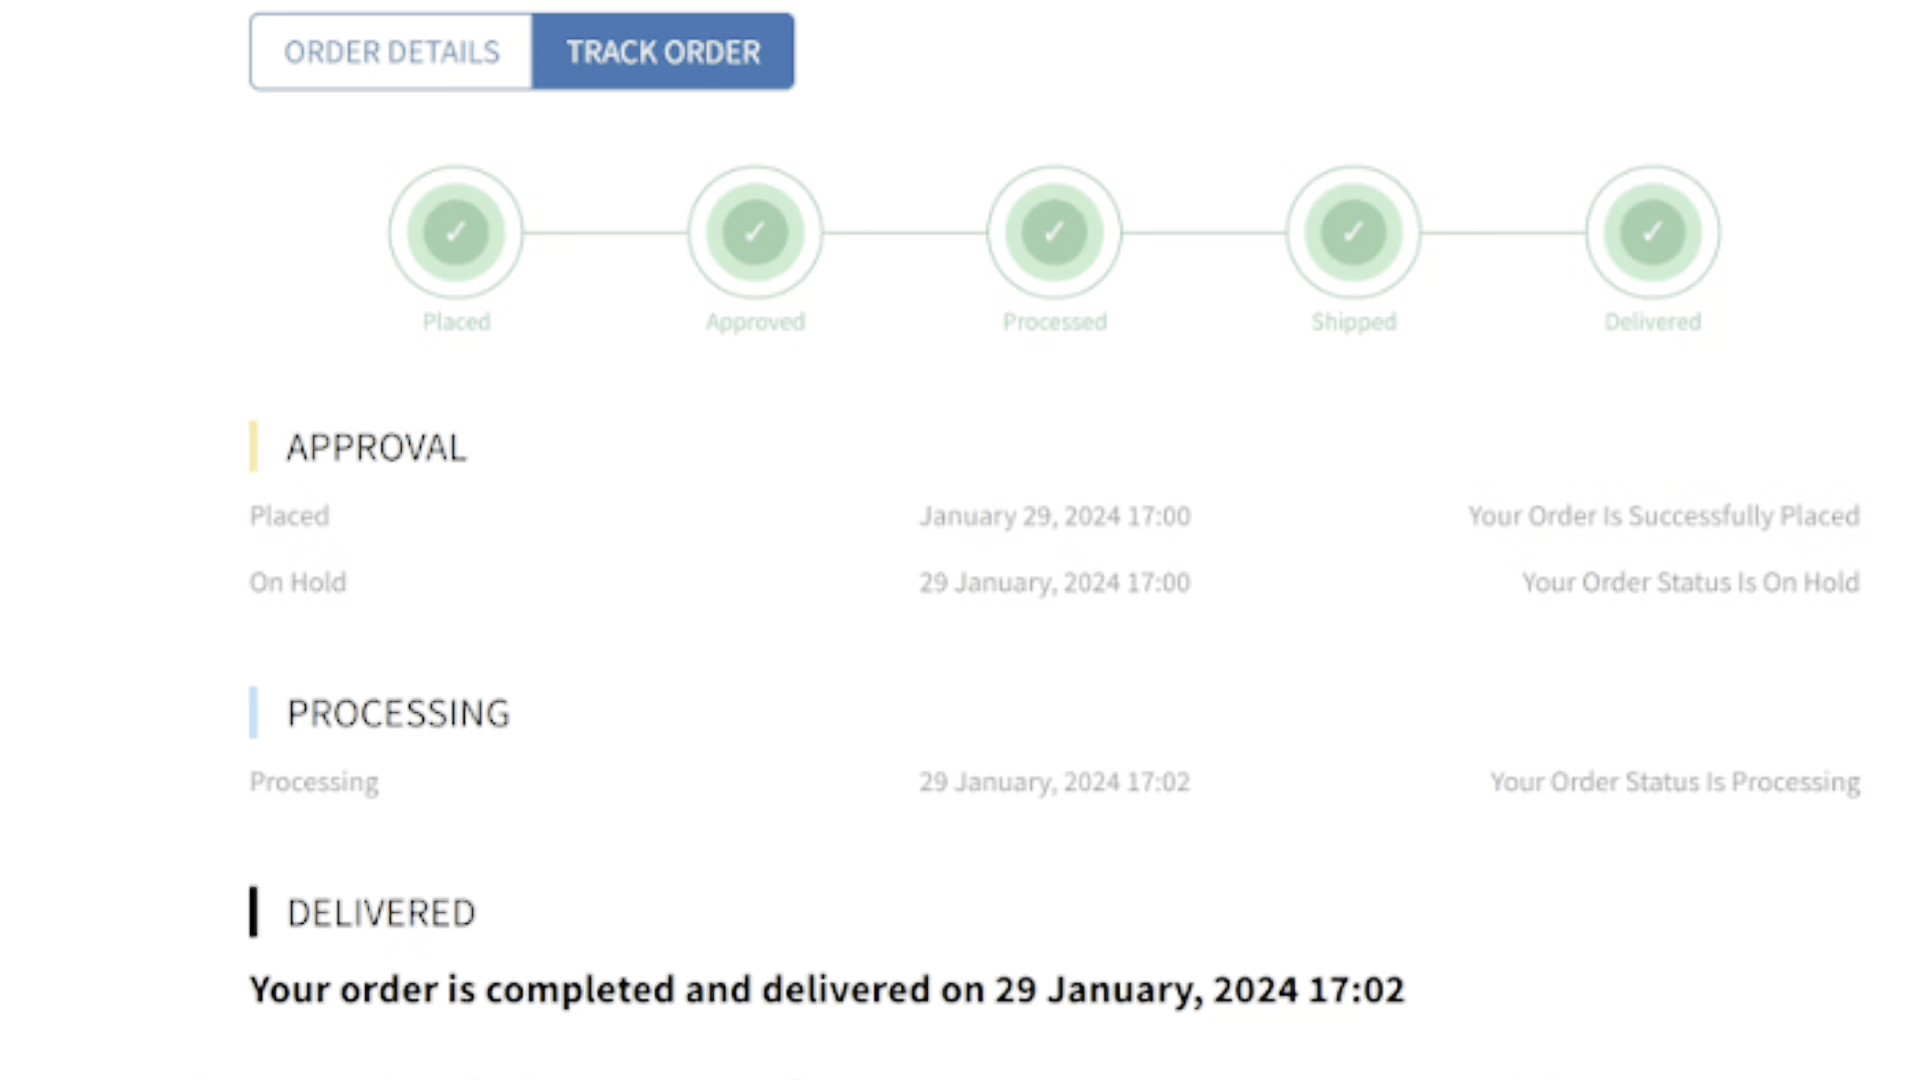 ORDER DETAILS TRACK ORDER
✓ ✓ ✓ ✓ ✓
Placed Approved Processed Shipped Delivered
APPROVAL
Placed January 29, 2024 17:00 Your Order Is Successfully Placed
On Hold 29 January, 2024 17:00 Your Order Status Is On Hold
PROCESSING
Processing 29 January, 2024 17:02 Your Order Status Is Processing
DELIVERED
Your order is completed and delivered on 29 January, 2024 17:02